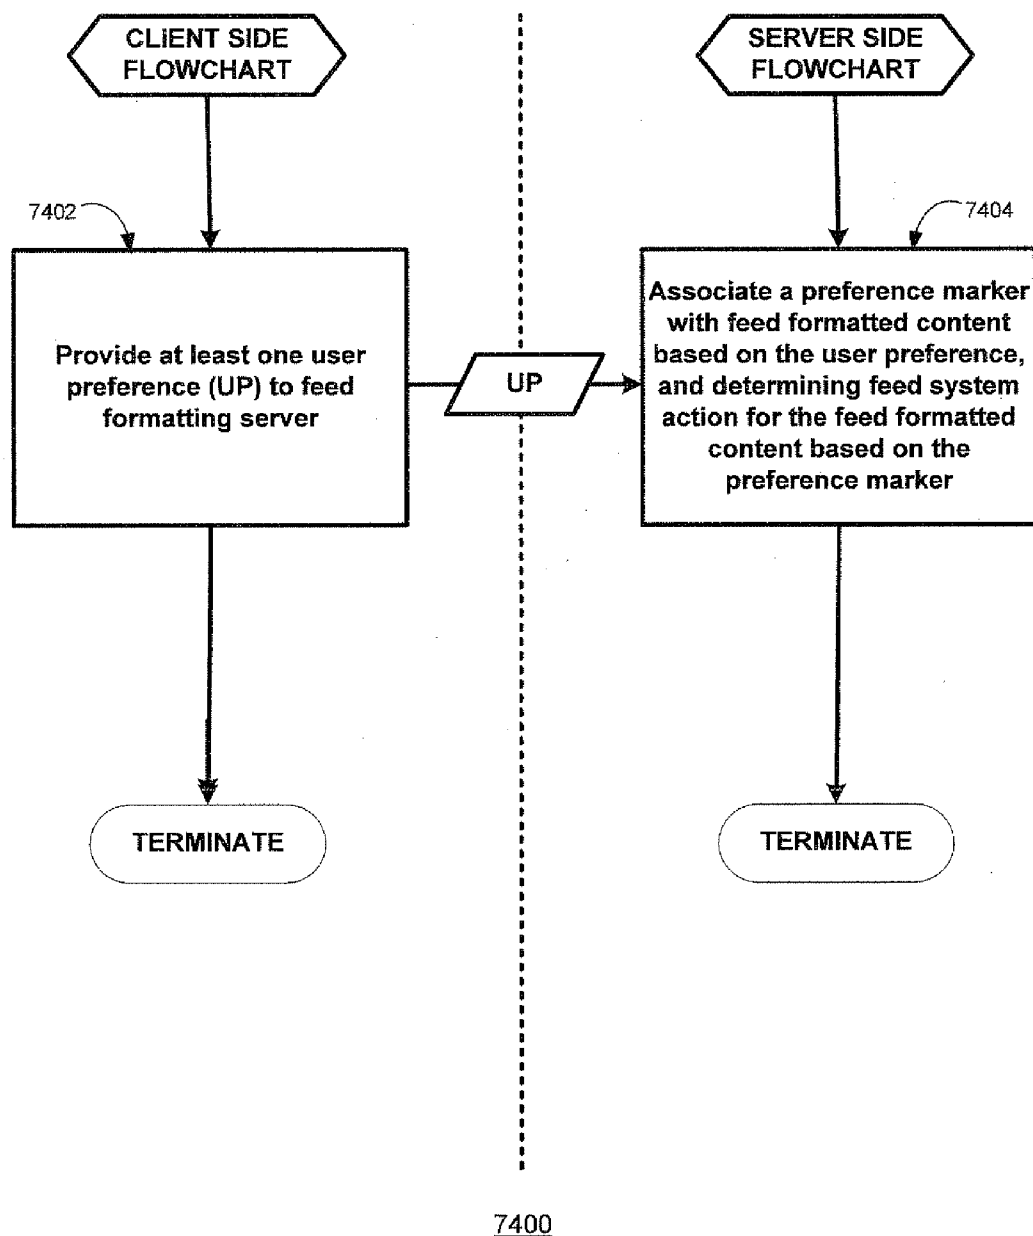 CLIENT SIDE
FLOWCHART
SERVER SIDE
FLOWCHART
7402
7404
Provide at least one user
preference (UP) to feed
formatting server
UP
Associate a preference marker
with feed formatted content
based on the user preference,
and determining feed system
action for the feed formatted
content based on the
preference marker
TERMINATE
TERMINATE
7400